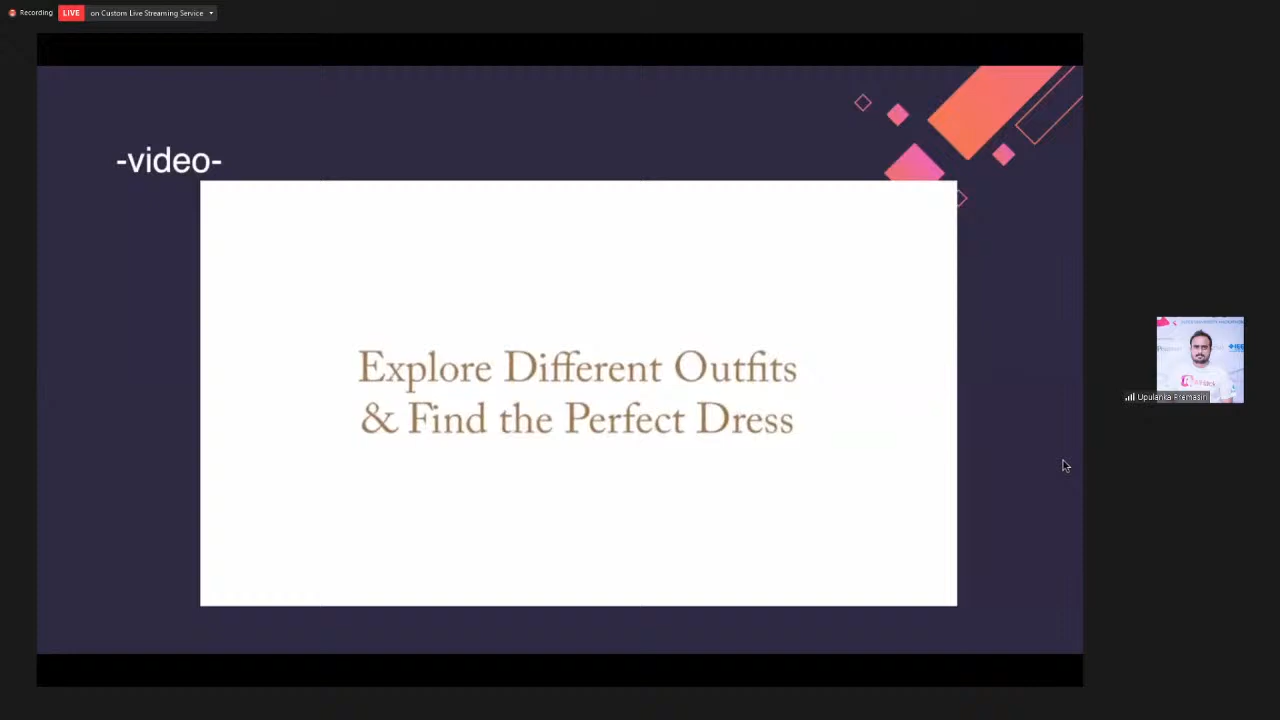 Recording
LIVE
on Custom Live Streaming Service
-video-
Explore Different Outfits
& Find the Perfect Dress
Upulanka Premasiri